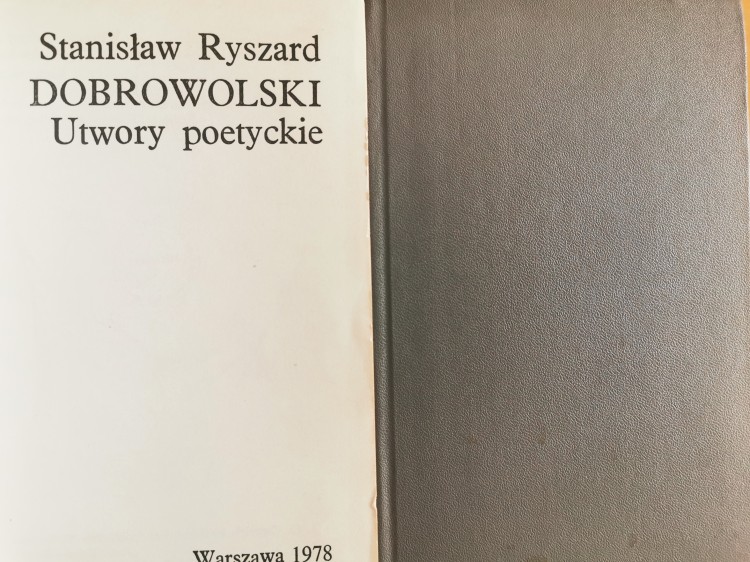 Stanisław Ryszard
DOBROWOLSKI
Utwory poetyckie
Warszawa 1978